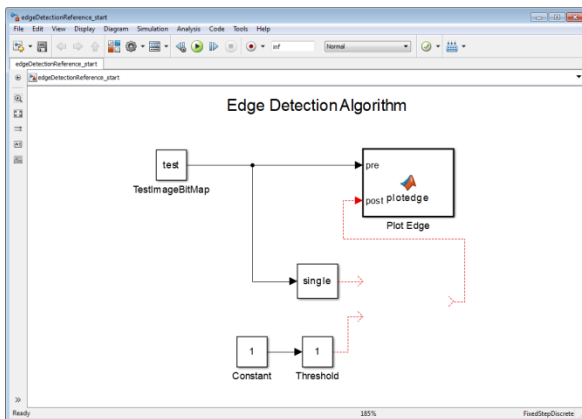 edgeDetectionReference_start
File Edit View Display Diagram Simulation Analysis Code Tools Help
inf Normal
edgeDetectionReference_start
edgeDetectionReference_start
Edge Detection Algorithm
test
TestImageBitMap
pre
post plotedge
Plot Edge
single
1
Constant
1
Threshold
Ready 185% FixedStepDiscrete